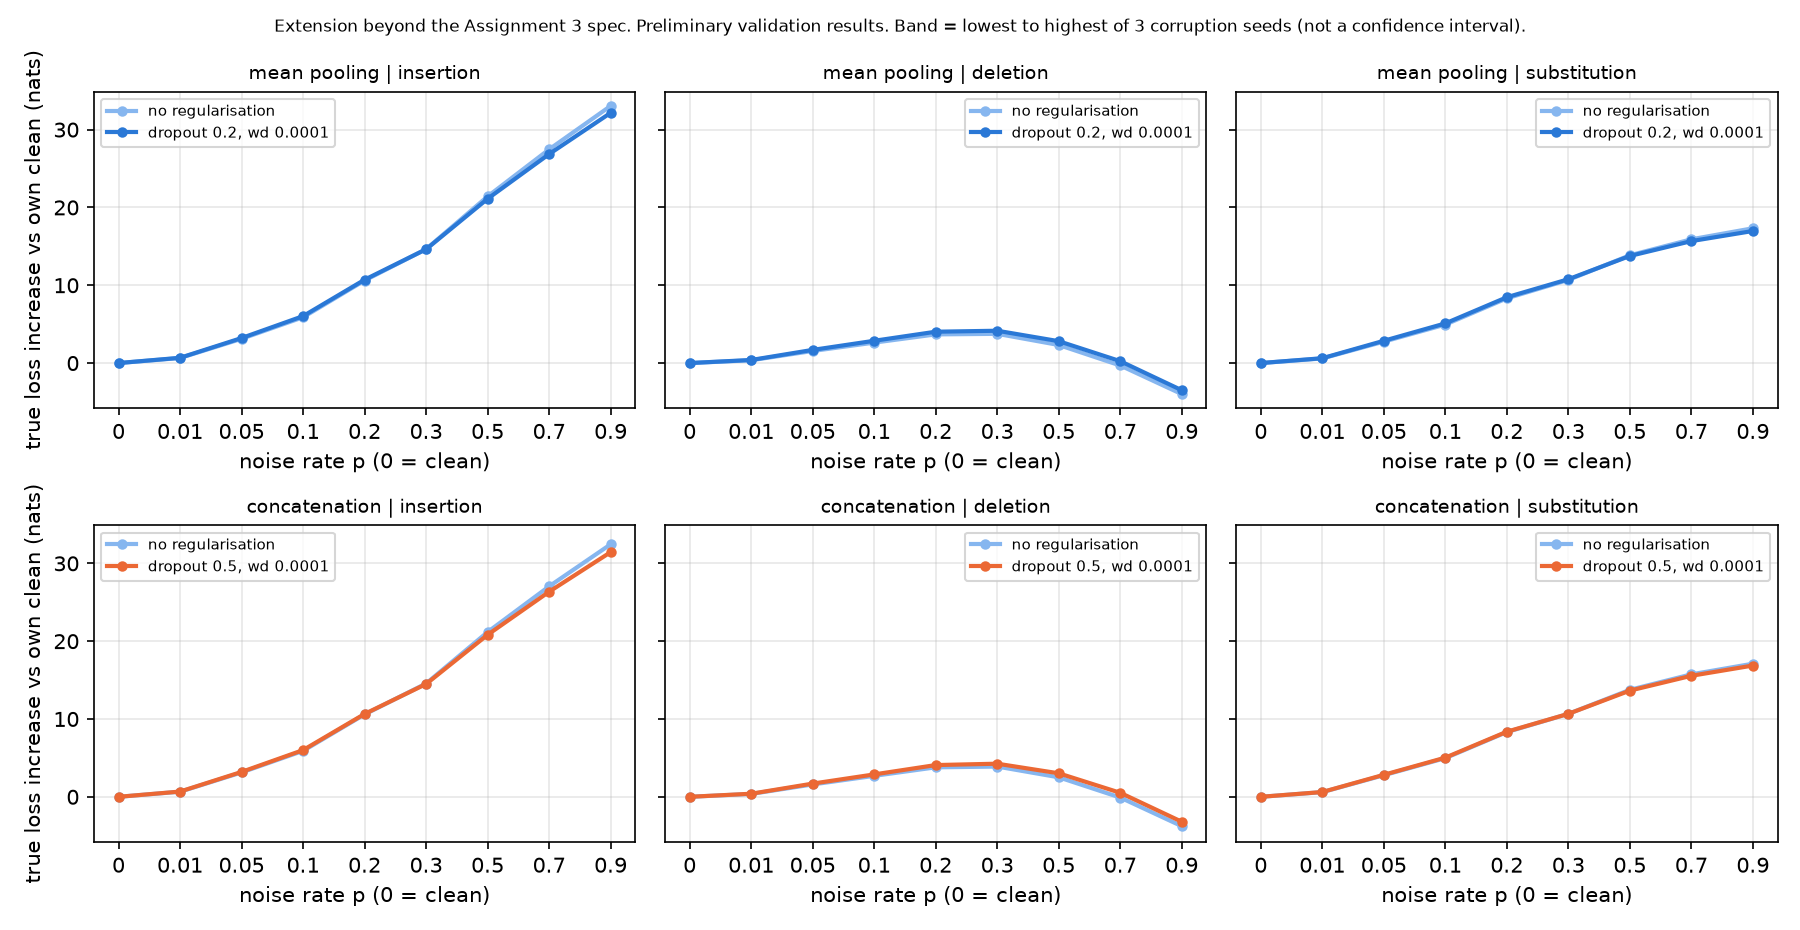 Extension beyond the Assignment 3 spec. Preliminary validation results. Band = lowest to highest of 3 corruption seeds (not a confidence interval).
mean pooling | insertion
mean pooling | deletion
mean pooling | substitution
true loss increase vs own clean (nats)
30
20
10
0
no regularisation
dropout 0.2, wd 0.0001
no regularisation
dropout 0.2, wd 0.0001
no regularisation
dropout 0.2, wd 0.0001
0 0.01 0.05 0.1 0.2 0.3 0.5 0.7 0.9
0 0.01 0.05 0.1 0.2 0.3 0.5 0.7 0.9
0 0.01 0.05 0.1 0.2 0.3 0.5 0.7 0.9
noise rate p (0 = clean)
noise rate p (0 = clean)
noise rate p (0 = clean)
concatenation | insertion
concatenation | deletion
concatenation | substitution
true loss increase vs own clean (nats)
30
20
10
0
no regularisation
dropout 0.5, wd 0.0001
no regularisation
dropout 0.5, wd 0.0001
no regularisation
dropout 0.5, wd 0.0001
0 0.01 0.05 0.1 0.2 0.3 0.5 0.7 0.9
0 0.01 0.05 0.1 0.2 0.3 0.5 0.7 0.9
0 0.01 0.05 0.1 0.2 0.3 0.5 0.7 0.9
noise rate p (0 = clean)
noise rate p (0 = clean)
noise rate p (0 = clean)